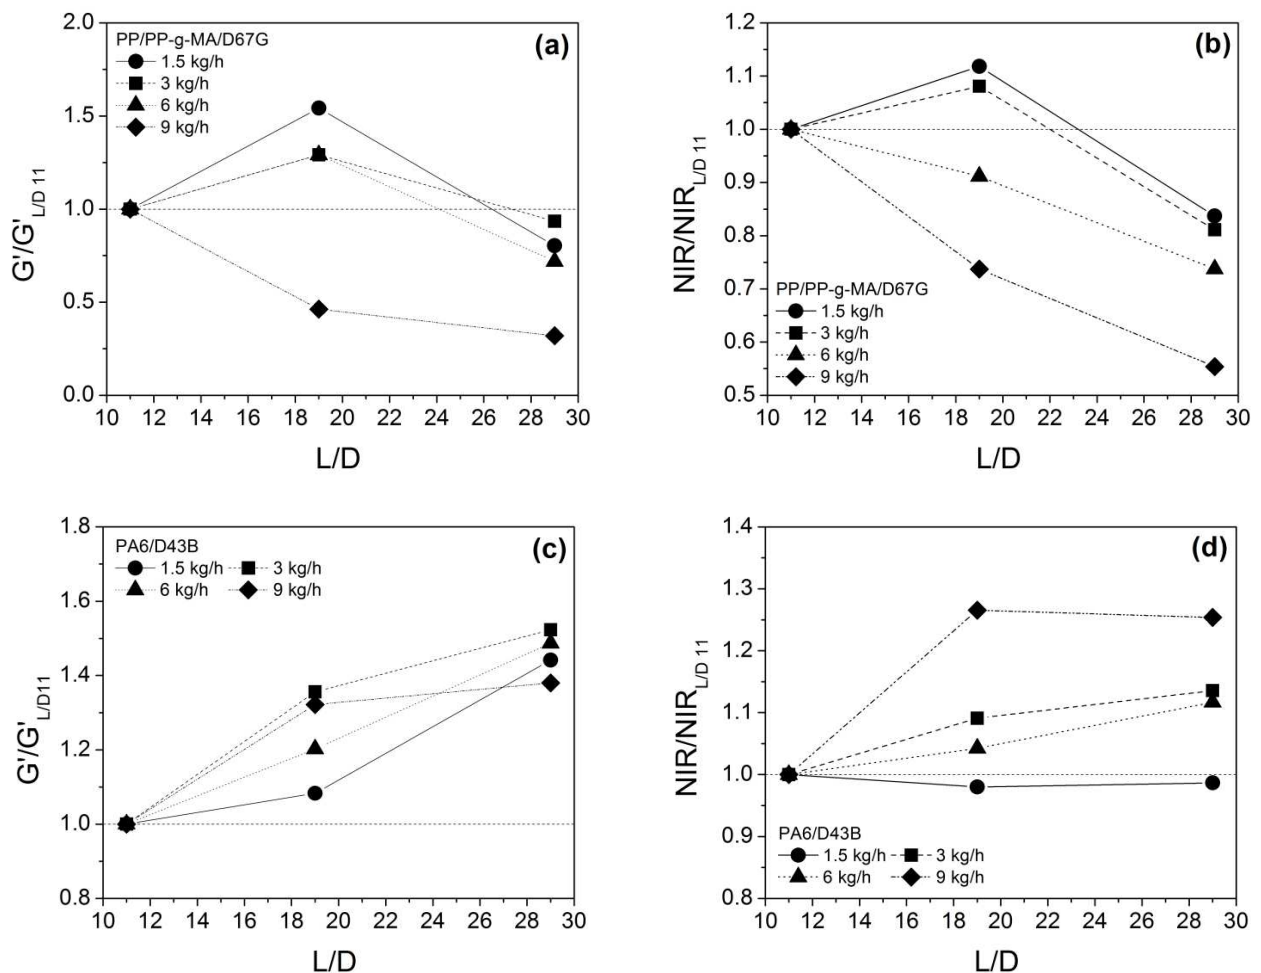 (a)
PP/PP-g-MA/D67G
1.5 kg/h
3 kg/h
6 kg/h
9 kg/h
2.0
1.5
1.0
0.5
0.0
G'/G'L/D 11
10 12 14 16 18 20 22 24 26 28 30
L/D
(b)
1.2
1.1
1.0
0.9
0.8
0.7
0.6
0.5
NIR/NIRL/D 11
PP/PP-g-MA/D67G
1.5 kg/h
3 kg/h
6 kg/h
9 kg/h
10 12 14 16 18 20 22 24 26 28 30
L/D
(c)
PA6/D43B
1.5 kg/h 3 kg/h
6 kg/h 9 kg/h
1.8
1.6
1.4
1.2
1.0
0.8
G'/G'L/D11
10 12 14 16 18 20 22 24 26 28 30
L/D
(d)
1.4
1.3
1.2
1.1
1.0
0.9
0.8
NIR/NIRL/D 11
PA6/D43B
1.5 kg/h 3 kg/h
6 kg/h 9 kg/h
10 12 14 16 18 20 22 24 26 28 30
L/D